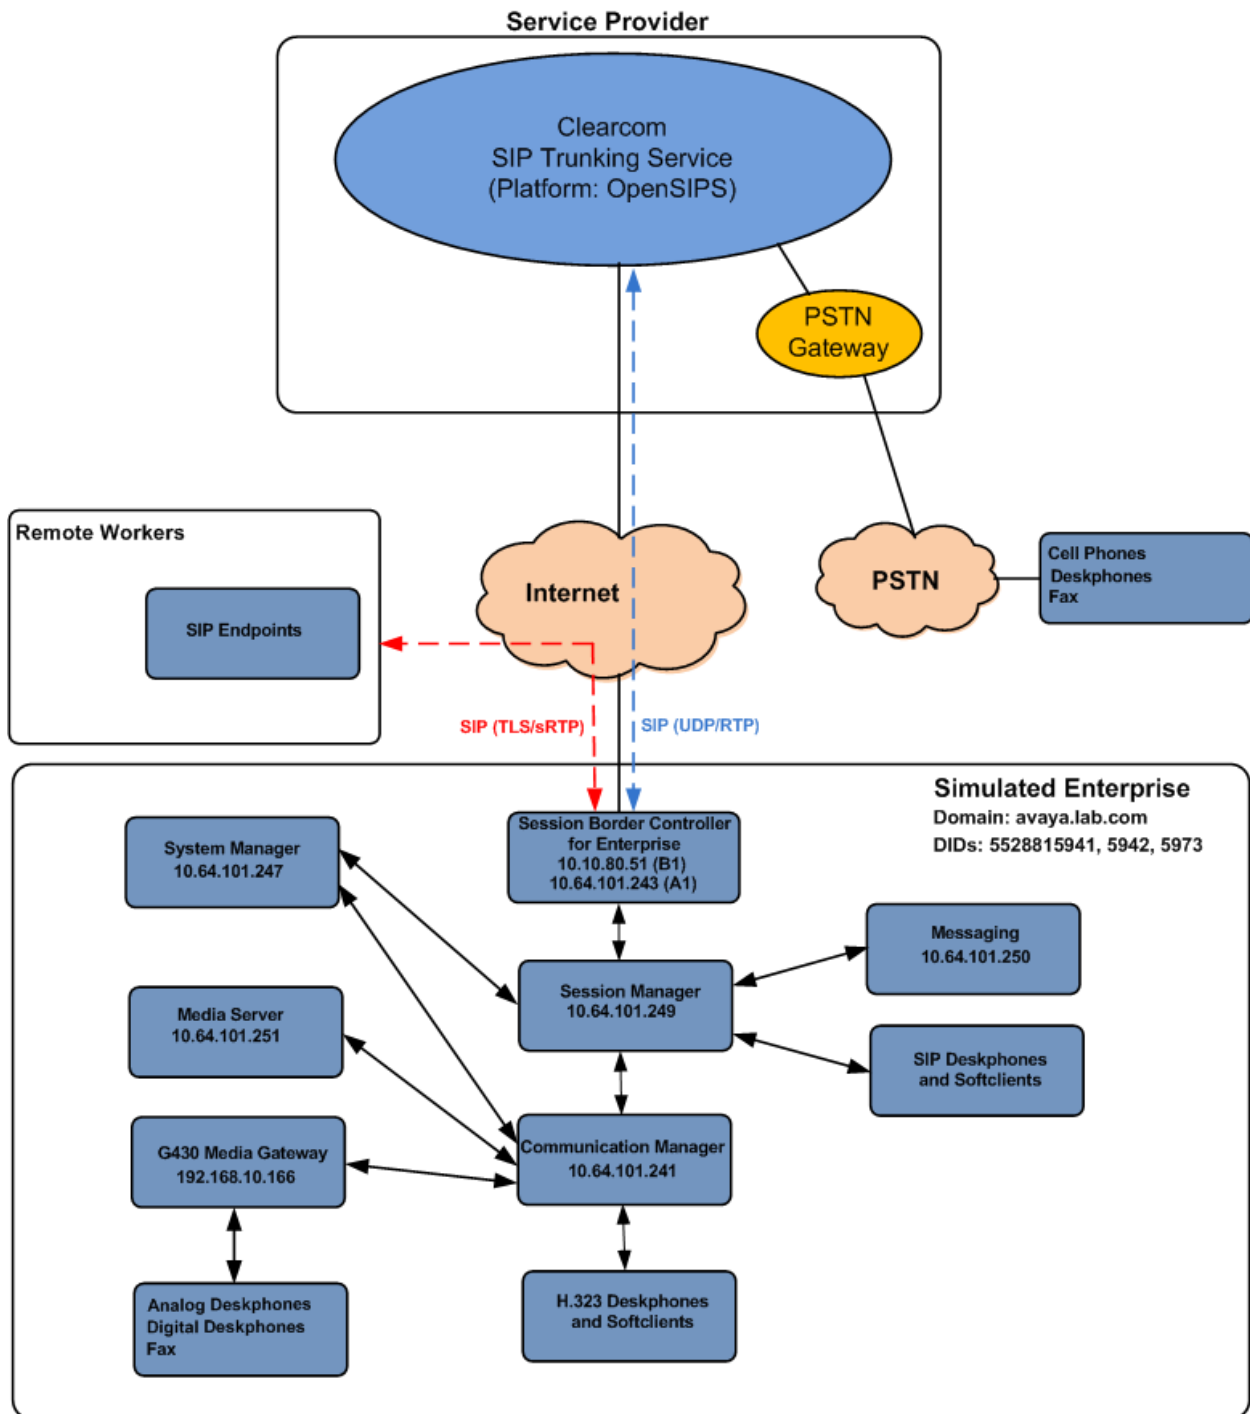 Service Provider
Clearcom
SIP Trunking Service
(Platform: OpenSIPS)
PSTN
Gateway
Remote Workers
SIP Endpoints
Internet
PSTN
Cell Phones
Deskphones
Fax
SIP (TLS/sRTP)
SIP (UDP/RTP)
Simulated Enterprise
Domain: avaya.lab.com
DIDs: 5528815941, 5942, 5973
System Manager
10.64.101.247
Session Border Controller
for Enterprise
10.10.80.51 (B1)
10.64.101.243 (A1)
Messaging
10.64.101.250
Media Server
10.64.101.251
Session Manager
10.64.101.249
SIP Deskphones
and Softclients
G430 Media Gateway
192.168.10.166
Communication Manager
10.64.101.241
Analog Deskphones
Digital Deskphones
Fax
H.323 Deskphones
and Softclients